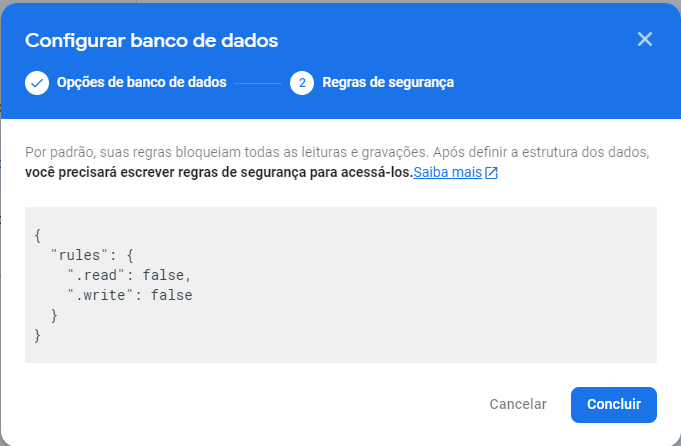 Configurar banco de dados
Opções de banco de dados
2 Regras de segurança
Por padrão, suas regras bloqueiam todas as leituras e gravações. Após definir a estrutura dos dados,
você precisará escrever regras de segurança para acessá-los.Saiba mais
{
  "rules": {
    ".read": false,
    ".write": false
  }
}
Cancelar
Concluir